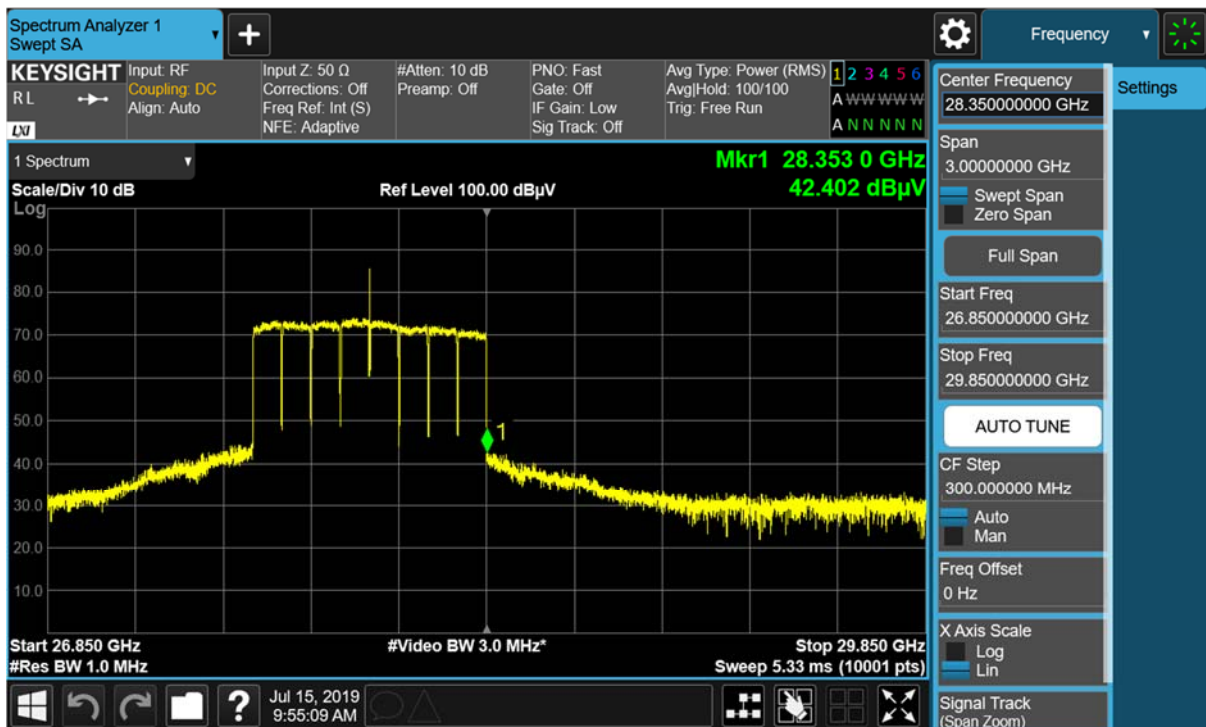 Spectrum Analyzer 1
Swept SA
Frequency
KEYSIGHT
R L
LXI
Input: RF
Coupling: DC
Align: Auto
Input Z: 50 Ω
Corrections: Off
Freq Ref: Int (S)
NFE: Adaptive
#Atten: 10 dB
Preamp: Off
PNO: Fast
Gate: Off
IF Gain: Low
Sig Track: Off
Avg Type: Power (RMS)
Avg|Hold: 100/100
Trig: Free Run
1 2 3 4 5 6
A W W W W W
A N N N N N
1 Spectrum
Scale/Div 10 dB
Ref Level 100.00 dBµV
Mkr1 28.353 0 GHz
42.402 dBµV
Log
90.0
80.0
70.0
60.0
50.0
40.0
30.0
20.0
10.0
1
Start 26.850 GHz
#Video BW 3.0 MHz*
Stop 29.850 GHz
#Res BW 1.0 MHz
Sweep 5.33 ms (10001 pts)
Center Frequency
28.350000000 GHz
Settings
Span
3.00000000 GHz
Swept Span
Zero Span
Full Span
Start Freq
26.850000000 GHz
Stop Freq
29.850000000 GHz
AUTO TUNE
CF Step
300.000000 MHz
Auto
Man
Freq Offset
0 Hz
X Axis Scale
Log
Lin
Signal Track
(Span Zoom)
?
Jul 15, 2019
9:55:09 AM